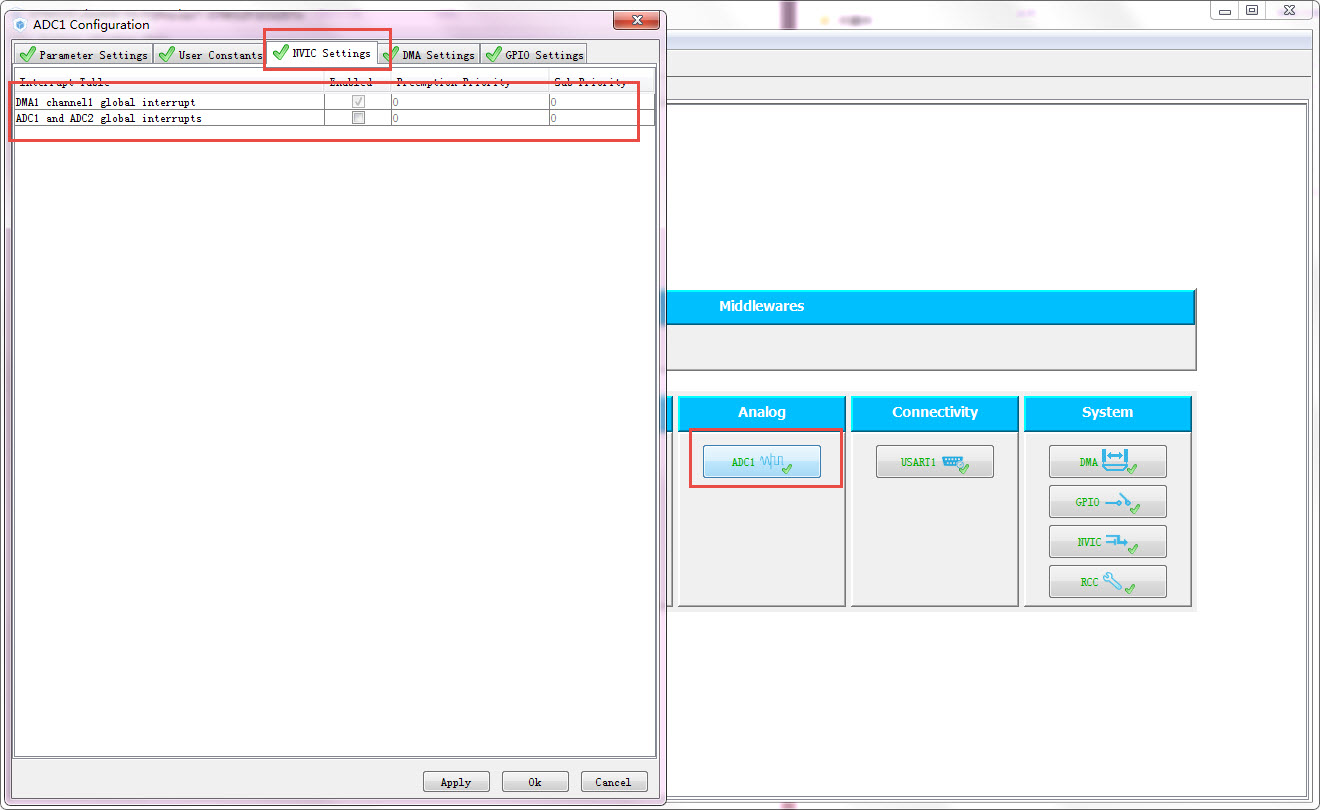 ADC1 Configuration
Parameter Settings
User Constants
NVIC Settings
DMA Settings
GPIO Settings
Interrupt Table Enabled Preemption Priority Sub Priority
DMA1 channel1 global interrupt 0 0
ADC1 and ADC2 global interrupts 0 0
Apply Ok Cancel
Middlewares
Analog Connectivity System
ADC1 USART1 DMA
GPIO
NVIC
RCC